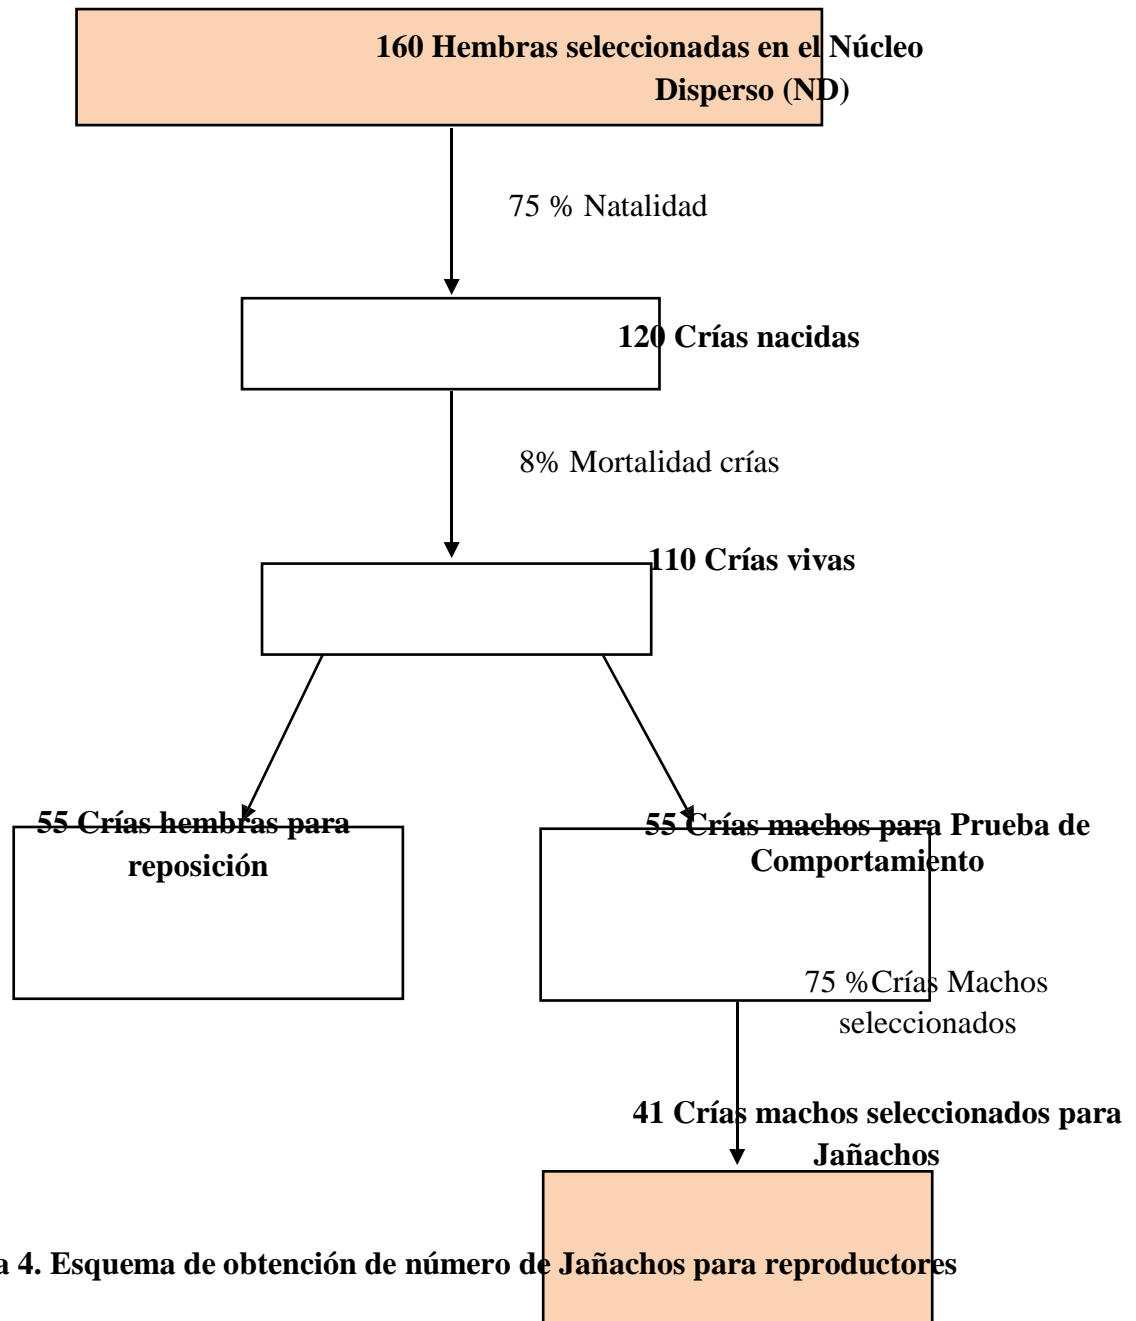 160 Hembras seleccionadas en el Núcleo
Disperso (ND)
75 % Natalidad
120 Crías nacidas
8% Mortalidad crías
110 Crías vivas
55 Crías hembras para
reposición
55 Crías machos para Prueba de
Comportamiento
75 %Crías Machos
seleccionados
41 Crías machos seleccionados para
Jañachos
a 4. Esquema de obtención de número de Jañachos para reproductores